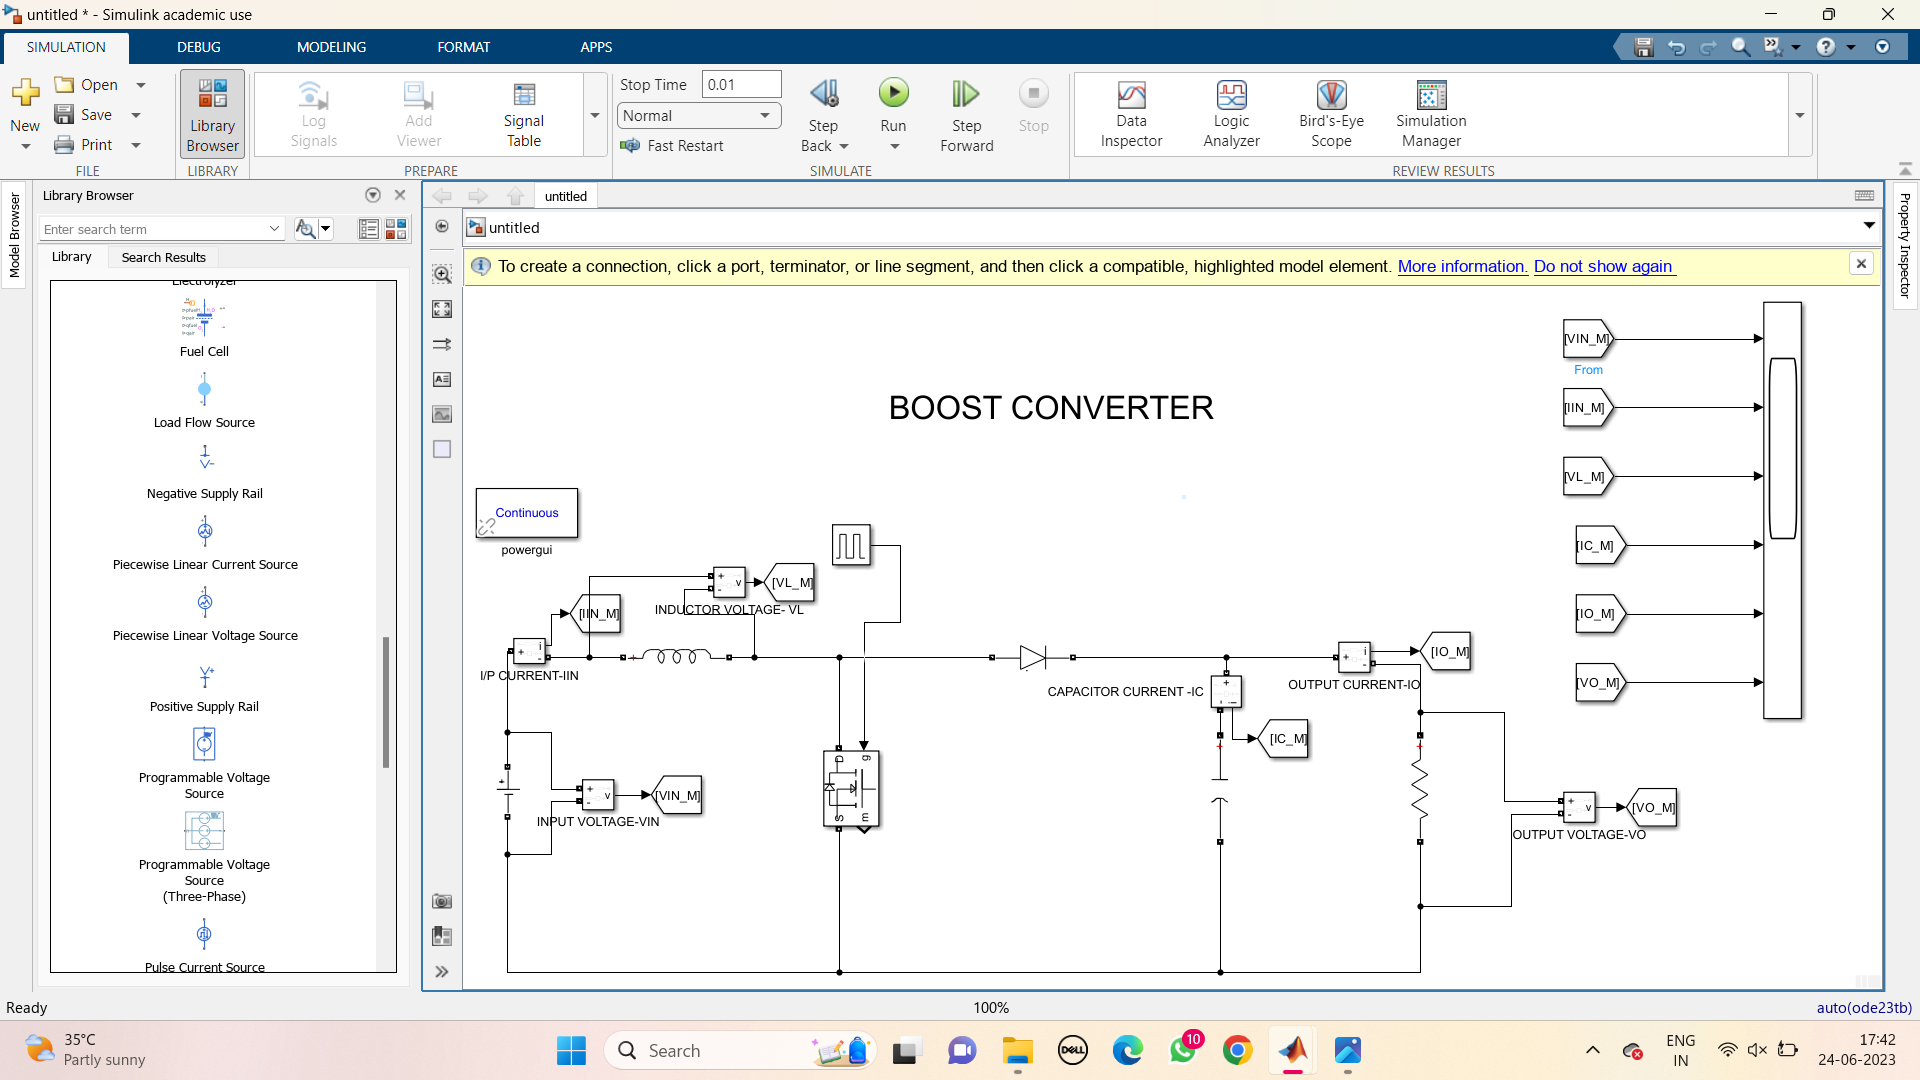 untitled * - Simulink academic use
SIMULATION
DEBUG
MODELING
FORMAT
APPS
New
Open
Save
Print
FILE
Library
Browser
LIBRARY
Log
Signals
Add
Viewer
Signal
Table
PREPARE
Stop Time 0.01
Normal
Fast Restart
Step
Back
Run
Step
Forward
Stop
SIMULATE
Data
Inspector
Logic
Analyzer
Bird's-Eye
Scope
Simulation
Manager
REVIEW RESULTS
Model Browser
Library Browser
Enter search term
Library
Search Results
Electrolyzer
Fuel Cell
Load Flow Source
Negative Supply Rail
Piecewise Linear Current Source
Piecewise Linear Voltage Source
Positive Supply Rail
Programmable Voltage
Source
Programmable Voltage
Source
(Three-Phase)
Pulse Current Source
untitled
untitled
To create a connection, click a port, terminator, or line segment, and then click a compatible, highlighted model element. More information. Do not show again
Property Inspector
BOOST CONVERTER
Continuous
powergui
[VIN_M]
From
[IIN_M]
[VL_M]
[IC_M]
[IO_M]
[VO_M]
+ - v
[VL_M]
INDUCTOR VOLTAGE- VL
[IIN_M]
+ i -
I/P CURRENT-IIN
+ - v
[VIN_M]
INPUT VOLTAGE-VIN
D g
S m
CAPACITOR CURRENT -IC
[IC_M]
+ i -
[IO_M]
OUTPUT CURRENT-IO
+ - v
[VO_M]
OUTPUT VOLTAGE-VO
Ready
100%
auto(ode23tb)
35°C
Partly sunny
Search
DELL
10
ENG
IN
17:42
24-06-2023